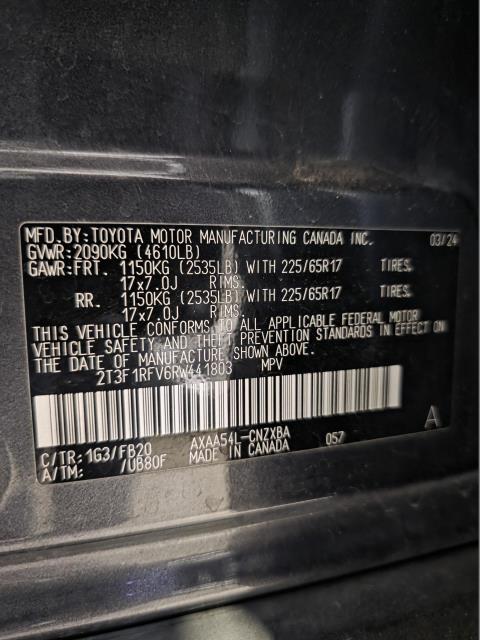 MFD.BY:TOYOTA MOTOR MANUFACTURING CANADA INC. 03/24
GVWR:2090KG (4610LB)
GAWR:FRT. 1150KG (2535LB) WITH 225/65R17 TIRES,
17x7.0J RIMS.
RR. 1150KG (2535LB) WITH 225/65R17 TIRES,
17x7.0J RIMS.
THIS VEHICLE CONFORMS TO ALL APPLICABLE FEDERAL MOTOR
VEHICLE SAFETY AND THEFT PREVENTION STANDARDS IN EFFECT ON
THE DATE OF MANUFACTURE SHOWN ABOVE.
2T3F1RFV6RW441803 MPV
C/TR:1G3/FB20 AXAA54L-CNZXBA 057 A
A/TM: /UB80F MADE IN CANADA